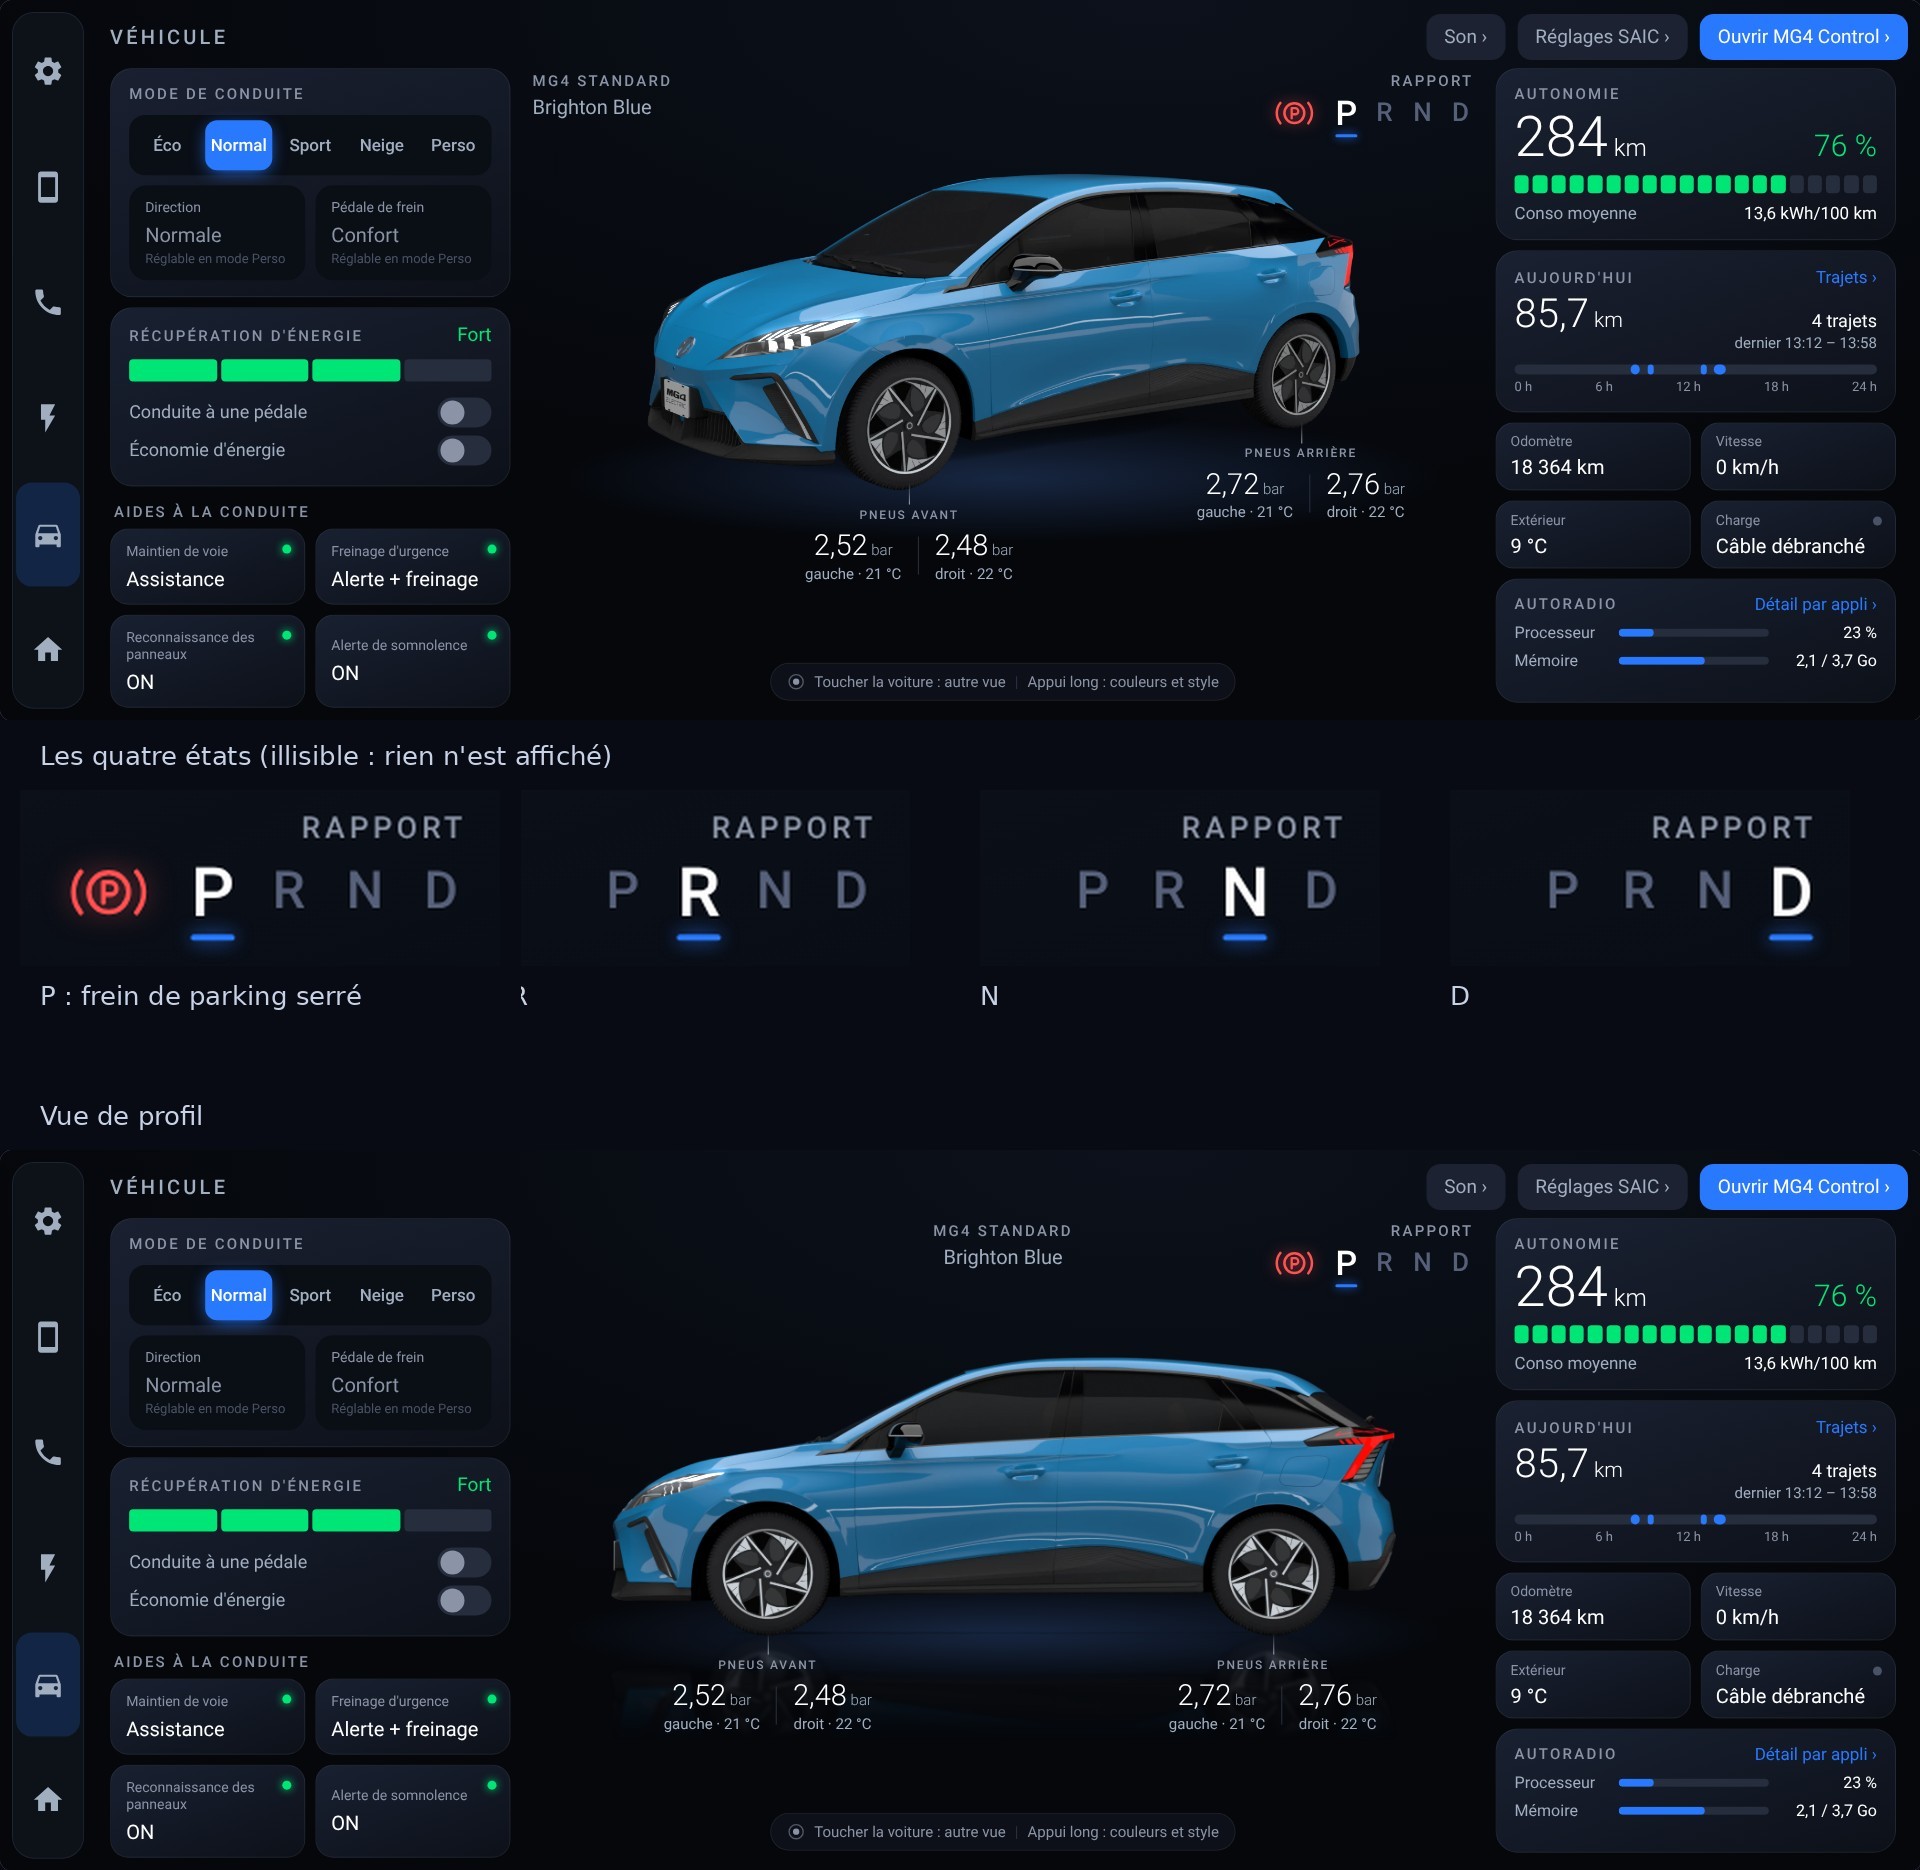 VÉHICULE
Son ›
Réglages SAIC ›
Ouvrir MG4 Control ›
MODE DE CONDUITE
Éco
Normal
Sport
Neige
Perso
Direction
Normale
Réglable en mode Perso
Pédale de frein
Confort
Réglable en mode Perso
RÉCUPÉRATION D'ÉNERGIE
Fort
Conduite à une pédale
Économie d'énergie
AIDES À LA CONDUITE
Maintien de voie
Assistance
Freinage d'urgence
Alerte + freinage
Reconnaissance des
panneaux
ON
Alerte de somnolence
ON
MG4 STANDARD
Brighton Blue
RAPPORT
(P) P R N D
MG4
ELECTRIC
PNEUS ARRIÈRE
2,72 bar
gauche · 21 °C
2,76 bar
droit · 22 °C
PNEUS AVANT
2,52 bar
gauche · 21 °C
2,48 bar
droit · 22 °C
Toucher la voiture : autre vue | Appui long : couleurs et style
AUTONOMIE
284 km
76 %
Conso moyenne
13,6 kWh/100 km
AUJOURD'HUI
Trajets ›
85,7 km
4 trajets
dernier 13:12 – 13:58
0 h 6 h 12 h 18 h 24 h
Odomètre
18 364 km
Vitesse
0 km/h
Extérieur
9 °C
Charge
Câble débranché
AUTORADIO
Détail par appli ›
Processeur
23 %
Mémoire
2,1 / 3,7 Go
Les quatre états (illisible : rien n'est affiché)
RAPPORT
(P) P R N D
P : frein de parking serré
RAPPORT
P R N D
R
RAPPORT
P R N D
N
RAPPORT
P R N D
D
Vue de profil
VÉHICULE
Son ›
Réglages SAIC ›
Ouvrir MG4 Control ›
MODE DE CONDUITE
Éco
Normal
Sport
Neige
Perso
Direction
Normale
Réglable en mode Perso
Pédale de frein
Confort
Réglable en mode Perso
RÉCUPÉRATION D'ÉNERGIE
Fort
Conduite à une pédale
Économie d'énergie
AIDES À LA CONDUITE
Maintien de voie
Assistance
Freinage d'urgence
Alerte + freinage
Reconnaissance des
panneaux
ON
Alerte de somnolence
ON
MG4 STANDARD
Brighton Blue
RAPPORT
(P) P R N D
PNEUS AVANT
2,52 bar
gauche · 21 °C
2,48 bar
droit · 22 °C
PNEUS ARRIÈRE
2,72 bar
gauche · 21 °C
2,76 bar
droit · 22 °C
Toucher la voiture : autre vue | Appui long : couleurs et style
AUTONOMIE
284 km
76 %
Conso moyenne
13,6 kWh/100 km
AUJOURD'HUI
Trajets ›
85,7 km
4 trajets
dernier 13:12 – 13:58
0 h 6 h 12 h 18 h 24 h
Odomètre
18 364 km
Vitesse
0 km/h
Extérieur
9 °C
Charge
Câble débranché
AUTORADIO
Détail par appli ›
Processeur
23 %
Mémoire
2,1 / 3,7 Go